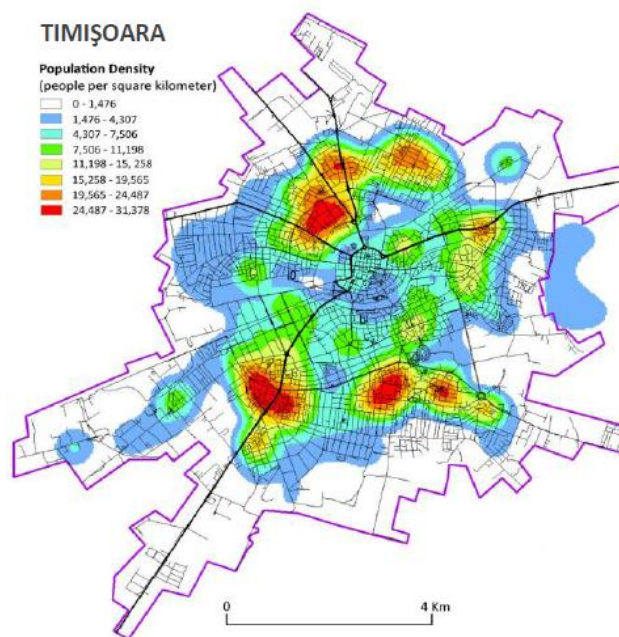 TIMIŞOARA
Population Density
(people per square kilometer)
0 - 1,476
1,476 - 4,307
4,307 - 7,506
7,506 - 11,198
11,198 - 15, 258
15,258 - 19,565
19,565 - 24,487
24,487 - 31,378
0 4 Km